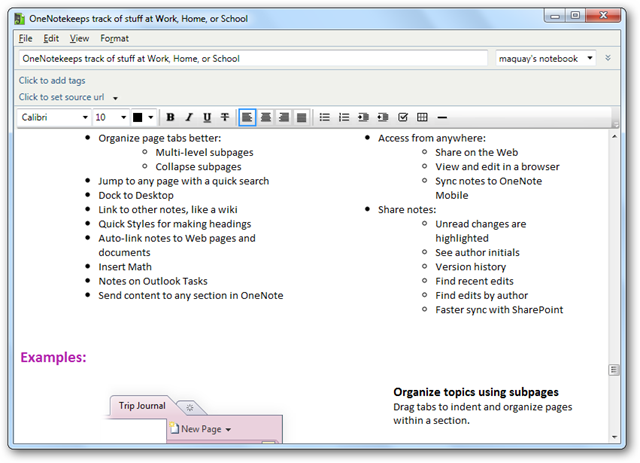 OneNotekeeps track of stuff at Work, Home, or School
File Edit View Format
OneNotekeeps track of stuff at Work, Home, or School
maquay's notebook
Click to add tags
Click to set source url
Calibri 10 B I U T
Organize page tabs better:
Multi-level subpages
Collapse subpages
Jump to any page with a quick search
Dock to Desktop
Link to other notes, like a wiki
Quick Styles for making headings
Auto-link notes to Web pages and
documents
Insert Math
Notes on Outlook Tasks
Send content to any section in OneNote
Access from anywhere:
Share on the Web
View and edit in a browser
Sync notes to OneNote
Mobile
Share notes:
Unread changes are
highlighted
See author initials
Version history
Find recent edits
Find edits by author
Faster sync with SharePoint
Examples:
Trip Journal
New Page
Organize topics using subpages
Drag tabs to indent and organize pages
within a section.